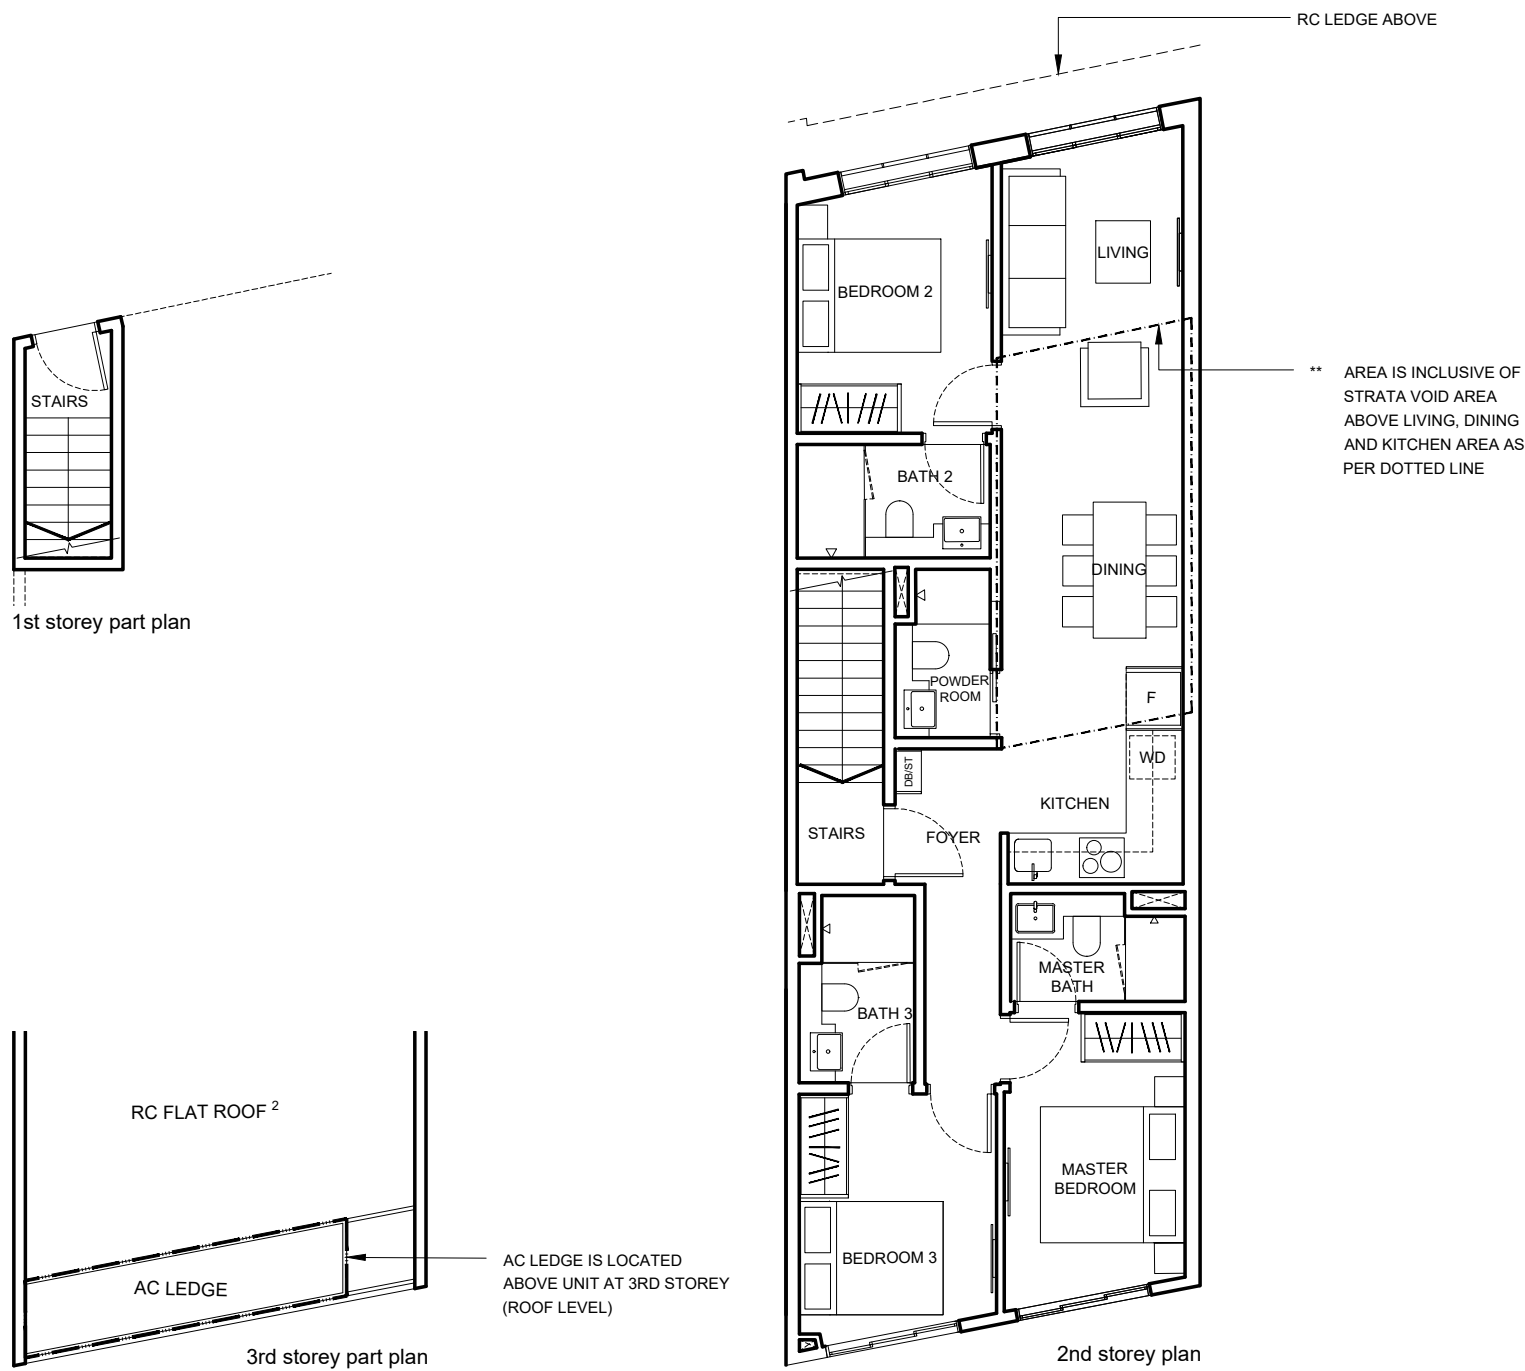 RC LEDGE ABOVE
LIVING
BEDROOM 2
**
AREA IS INCLUSIVE OF
STRATA VOID AREA
ABOVE LIVING, DINING
AND KITCHEN AREA AS
PER DOTTED LINE
STAIRS
BATH 2
DINING
1st storey part plan
POWDER
ROOM
F
WD
DB/ST
KITCHEN
STAIRS
FOYER
MASTER
BATH
BATH 3
RC FLAT ROOF 2
MASTER
BEDROOM
BEDROOM 3
AC LEDGE IS LOCATED
ABOVE UNIT AT 3RD STOREY
(ROOF LEVEL)
AC LEDGE
3rd storey part plan
2nd storey plan